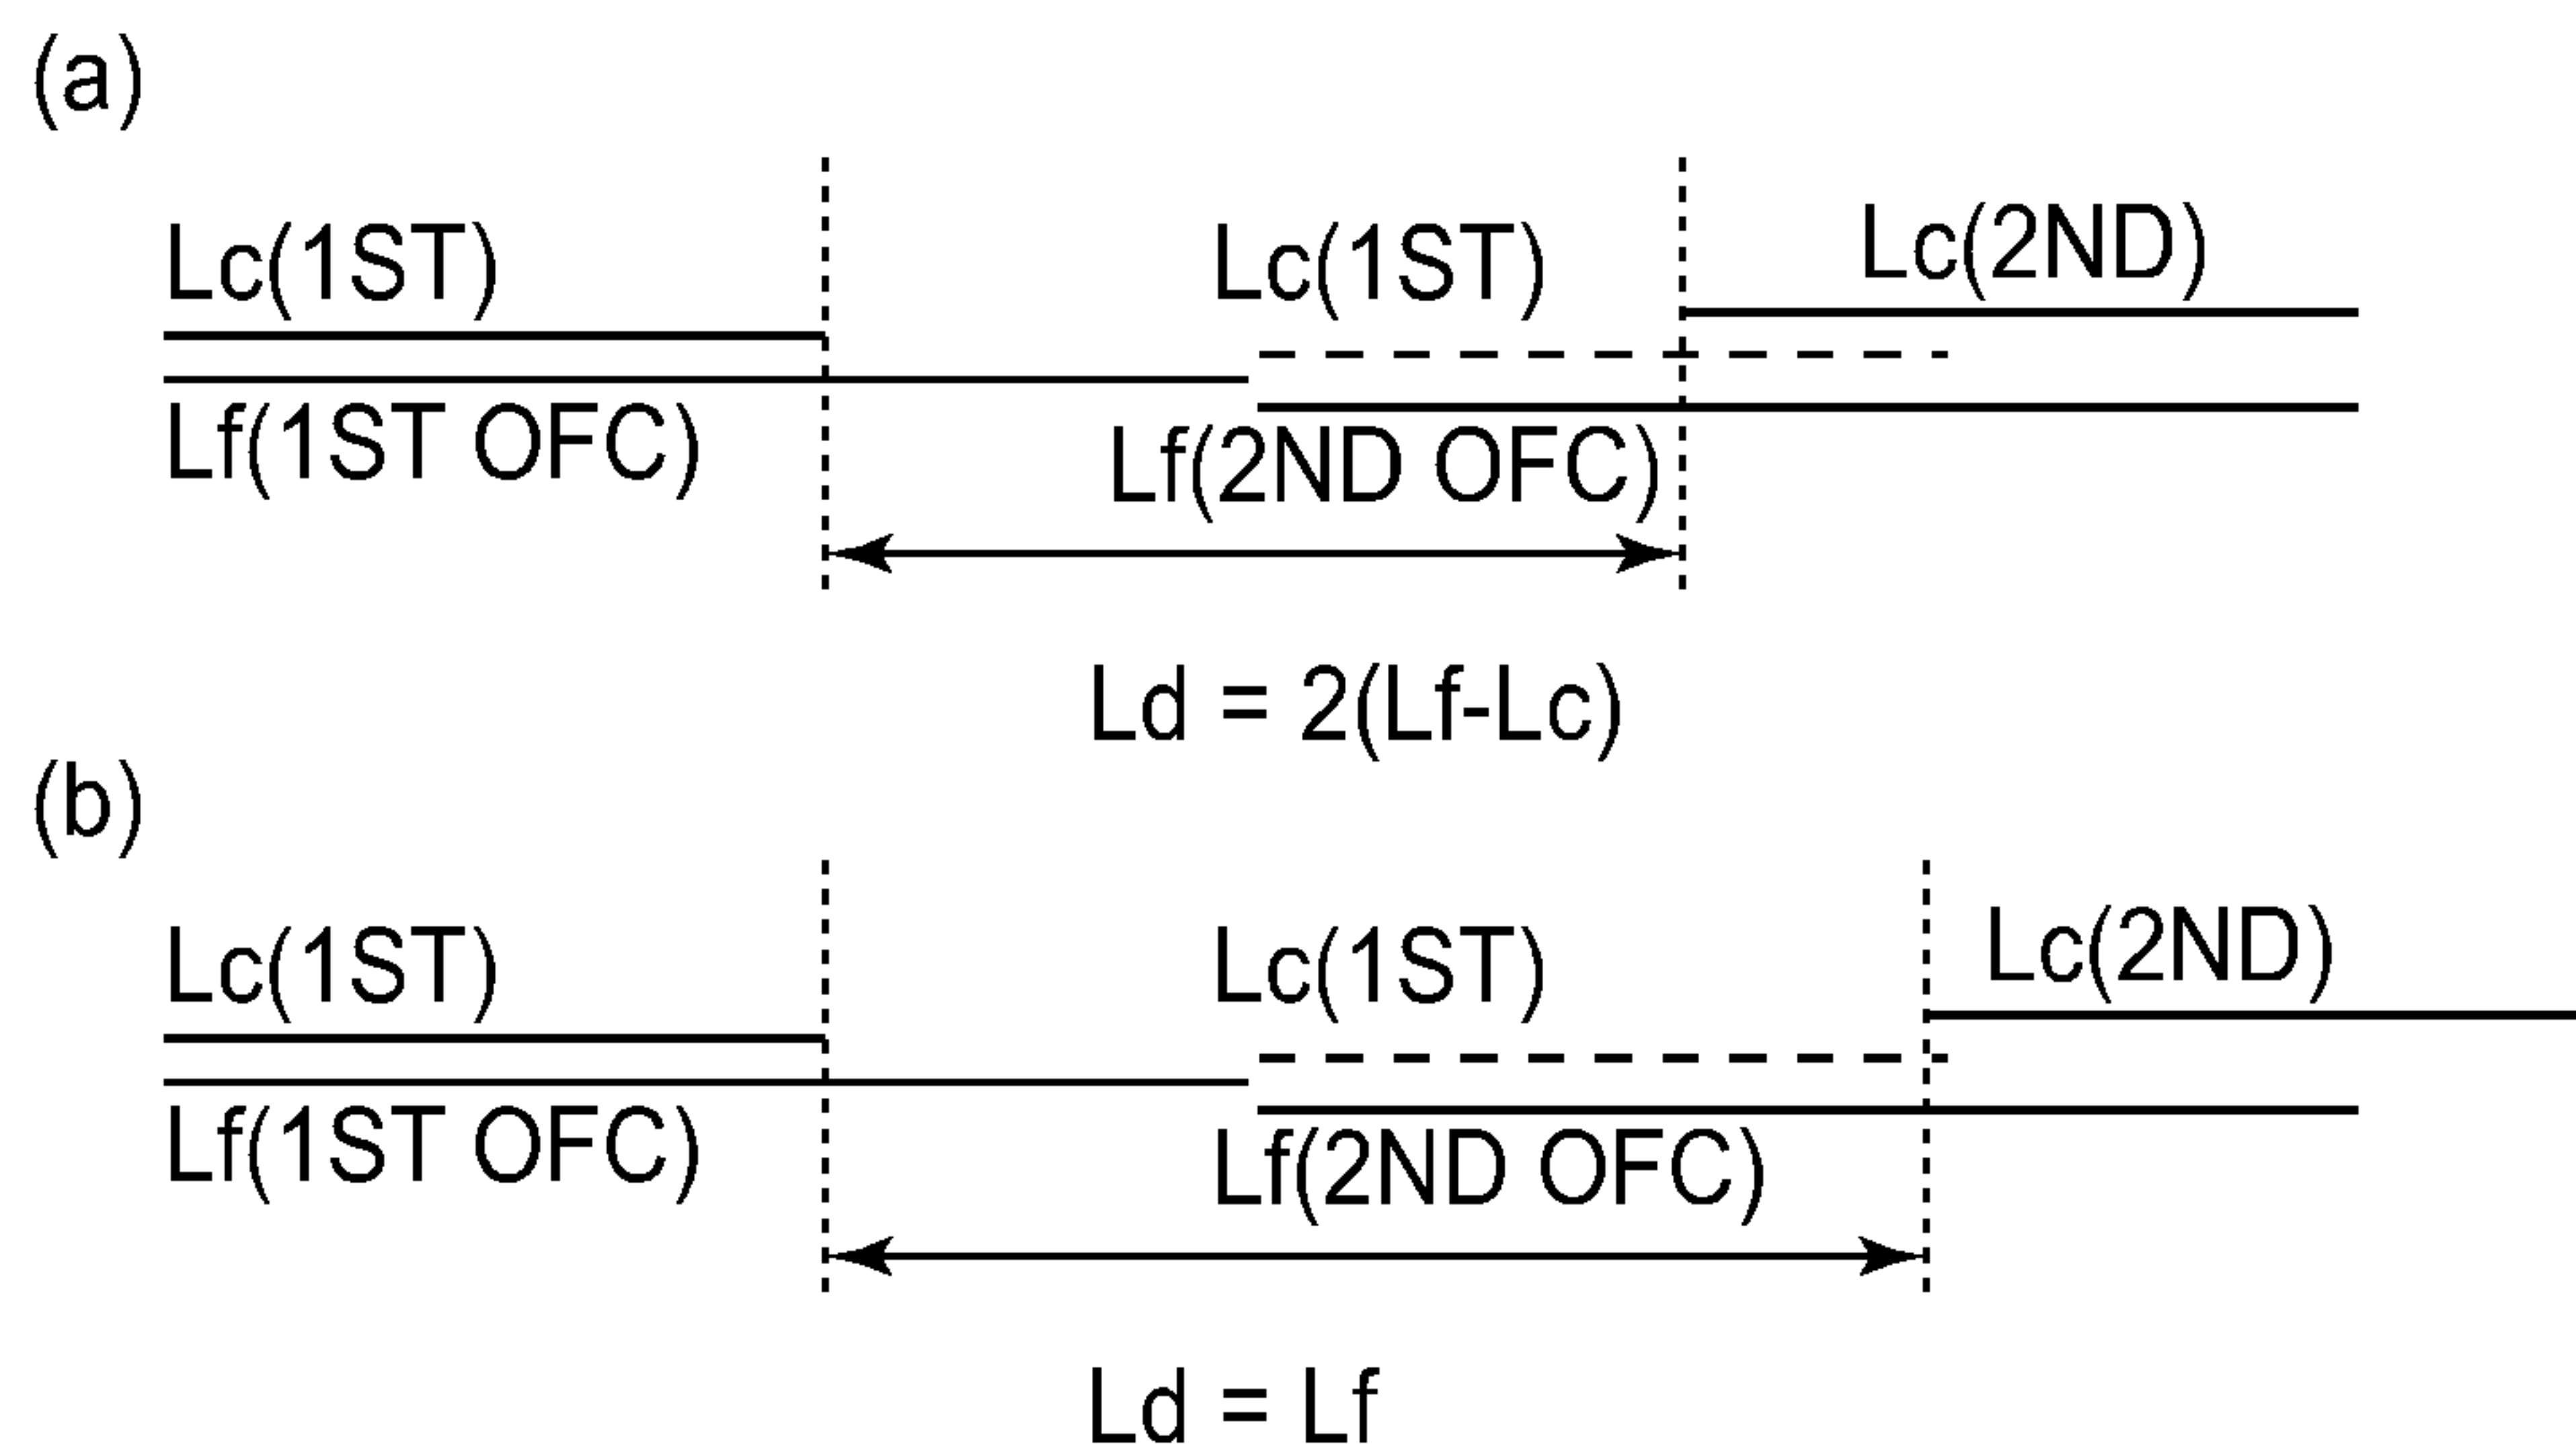 (a)
Lc(1ST) Lc(1ST) Lc(2ND)
Lf(1ST OFC) Lf(2ND OFC)
Ld = 2(Lf-Lc)
(b)
Lc(1ST) Lc(1ST) Lc(2ND)
Lf(1ST OFC) Lf(2ND OFC)
Ld = Lf